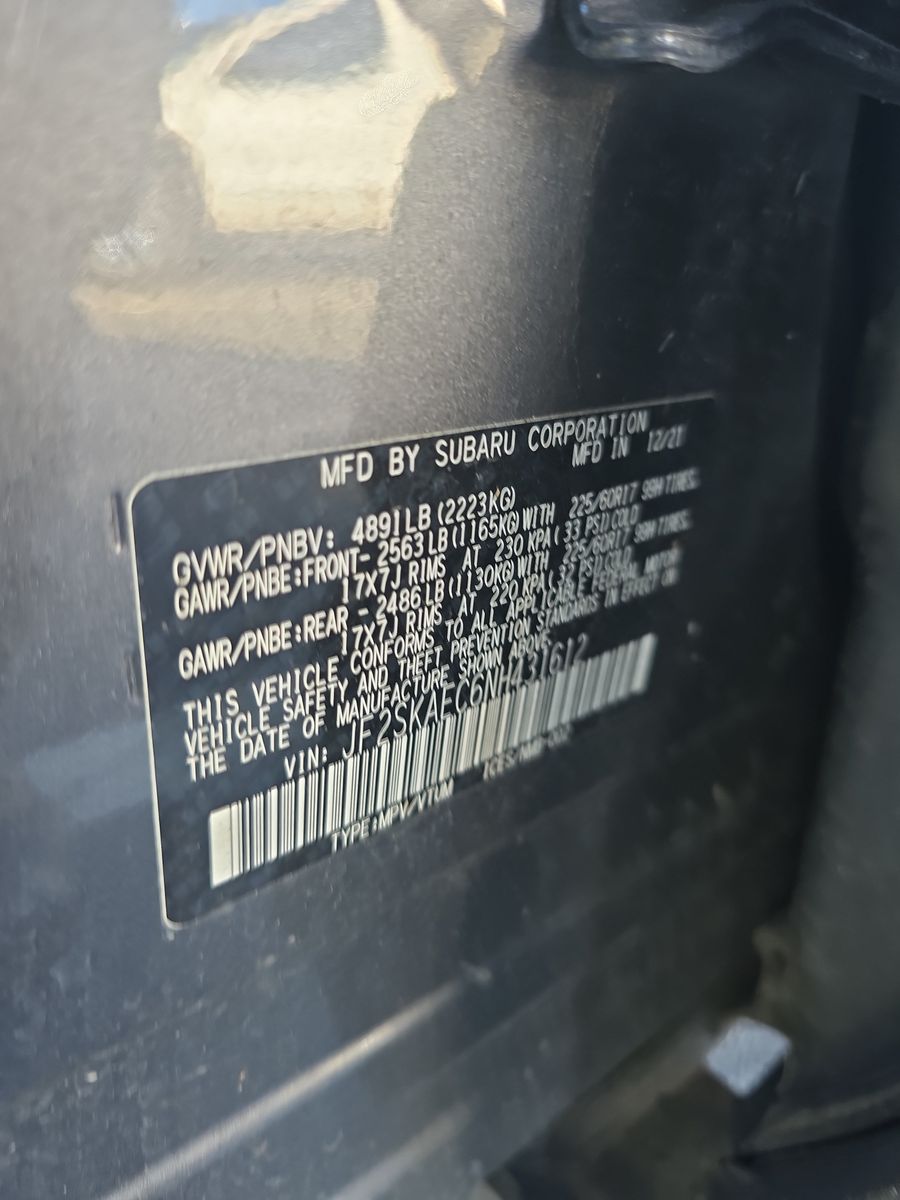 MFD BY SUBARU CORPORATION
MFD IN 12/21
GVWR/PNBV: 4891LB(2223KG)
GAWR/PNBE:FRONT- 2563LB(1165KG)WITH 225/60R17 99H TIRES.
17X7J RIMS AT 230 KPA( 33 PSI)COLD
GAWR/PNBE:REAR - 2486LB(1130KG)WITH 225/60R17 99H TIRES.
17X7J RIMS AT 220 KPA( 32 PSI)COLD
THIS VEHICLE CONFORMS TO ALL APPLICABLE FEDERAL MOTOR
VEHICLE SAFETY AND THEFT PREVENTION STANDARDS IN EFFECT ON
THE DATE OF MANUFACTURE SHOWN ABOVE.
VIN: JF2SKAEC6NH431612
TYPE:MPV/VTUM